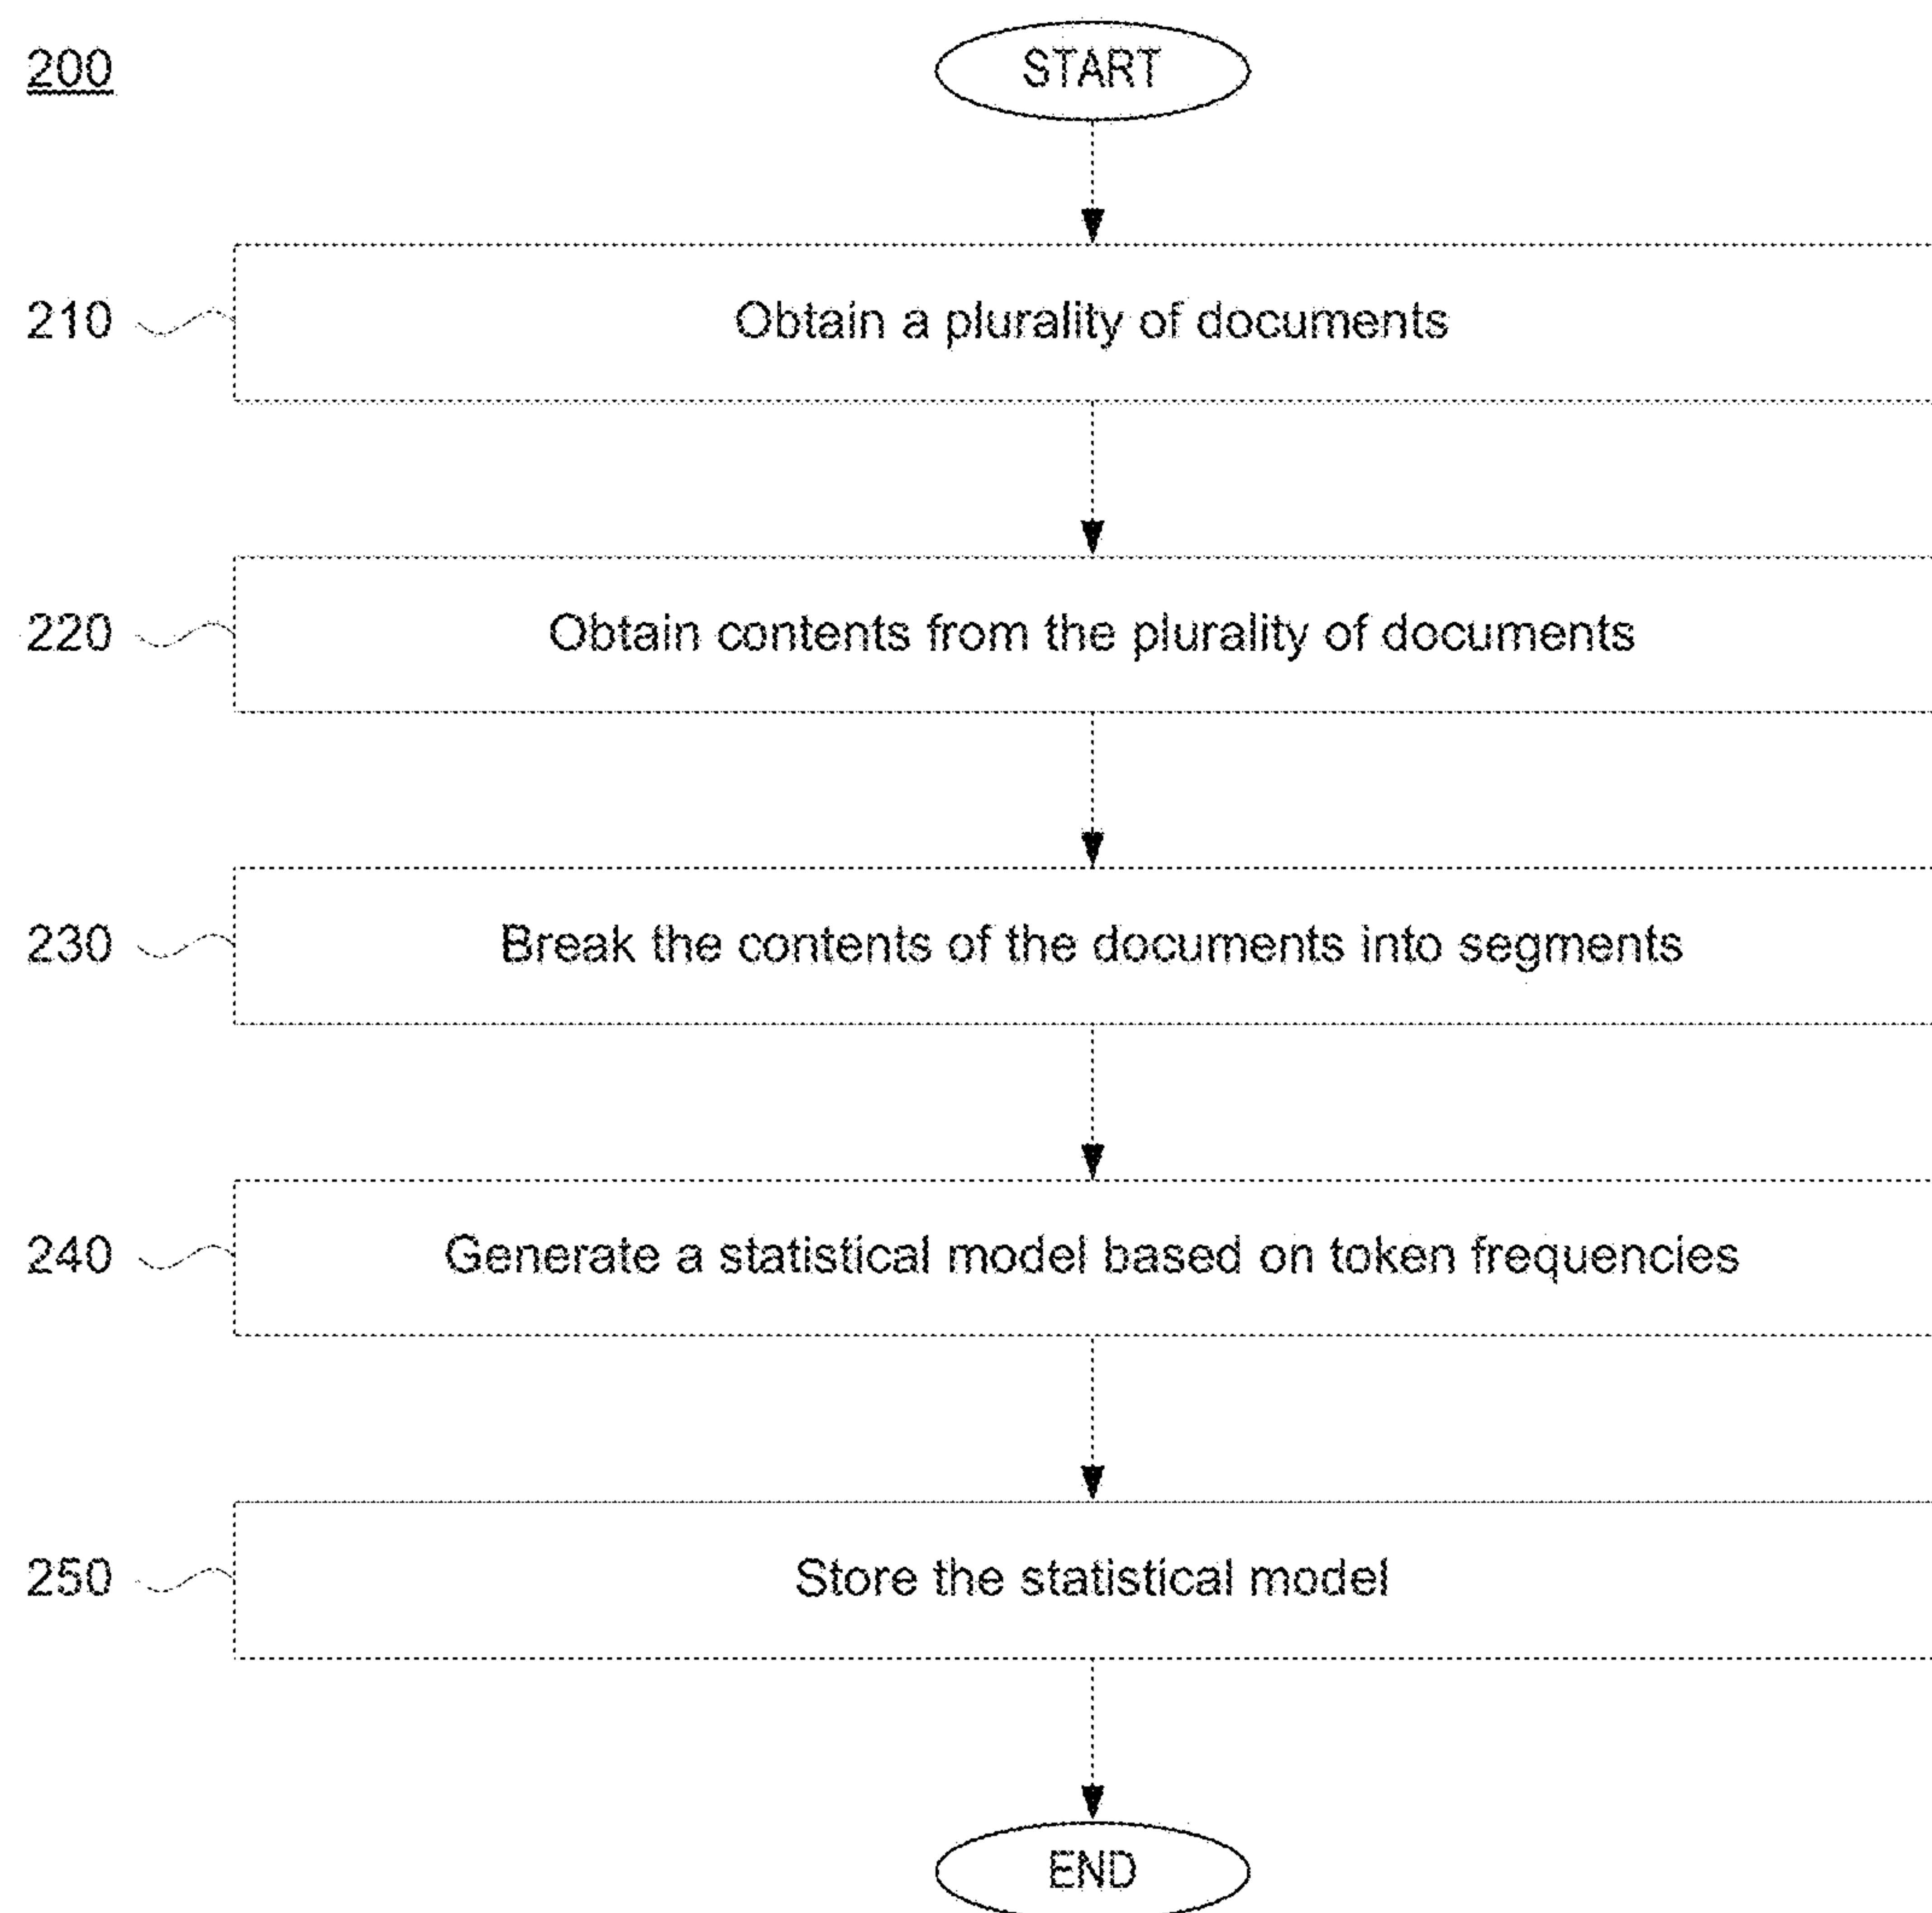 200
START
210
Obtain a plurality of documents
220
Obtain contents from the plurality of documents
230
Break the contents of the documents into segments
240
Generate a statistical model based on token frequencies
250
Store the statistical model
END